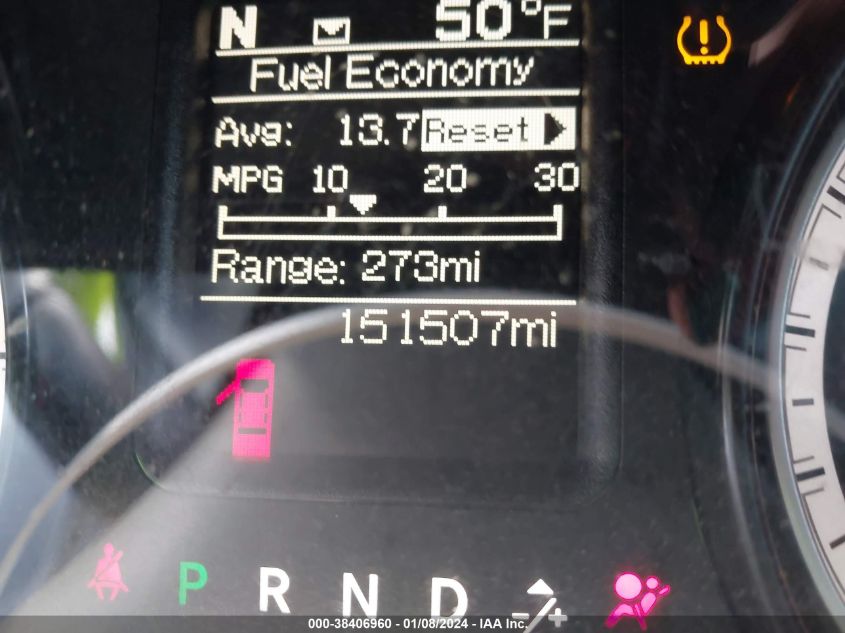 N 50°F
Fuel Economy
Avg: 13.7 Reset
MPG 10 20 30
Range: 273mi
151507mi
P R N D -/+
000-38406960 - 01/08/2024 - IAA Inc.